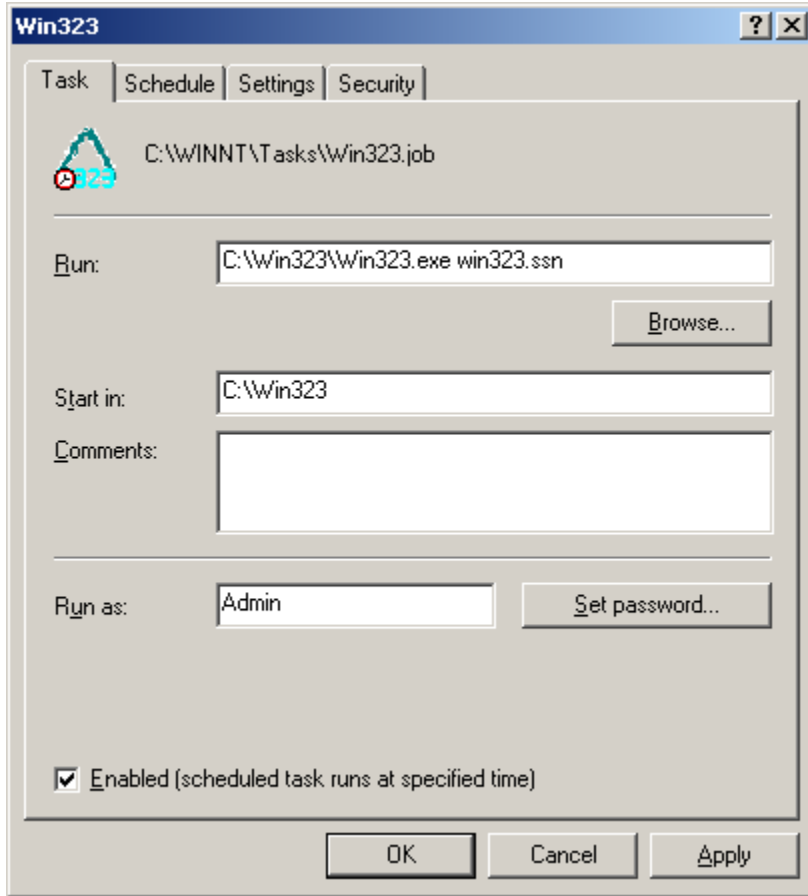 Win323
Task Schedule Settings Security
323
C:\WINNT\Tasks\Win323.job
Run: C:\Win323\Win323.exe win323.ssn
Browse...
Start in: C:\Win323
Comments:
Run as: Admin Set password...
Enabled (scheduled task runs at specified time)
OK Cancel Apply